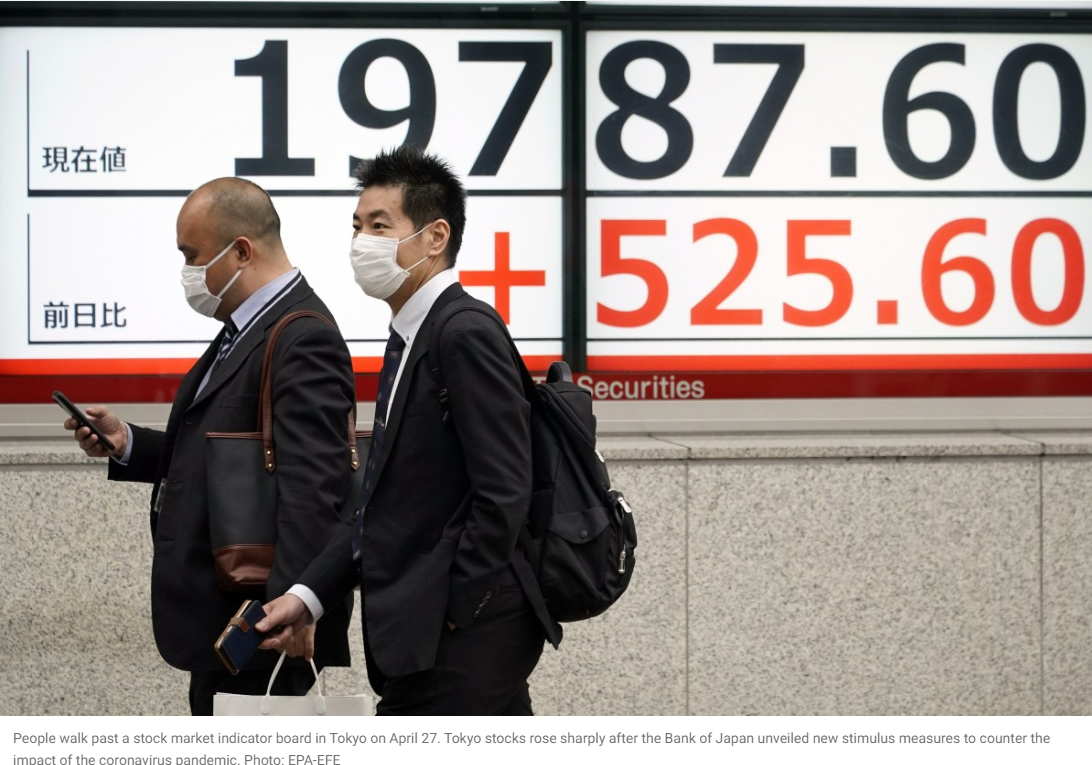 現在値 19787.60
前日比 +525.60
Securities
People walk past a stock market indicator board in Tokyo on April 27. Tokyo stocks rose sharply after the Bank of Japan unveiled new stimulus measures to counter the
impact of the coronavirus pandemic. Photo: EPA-EFE